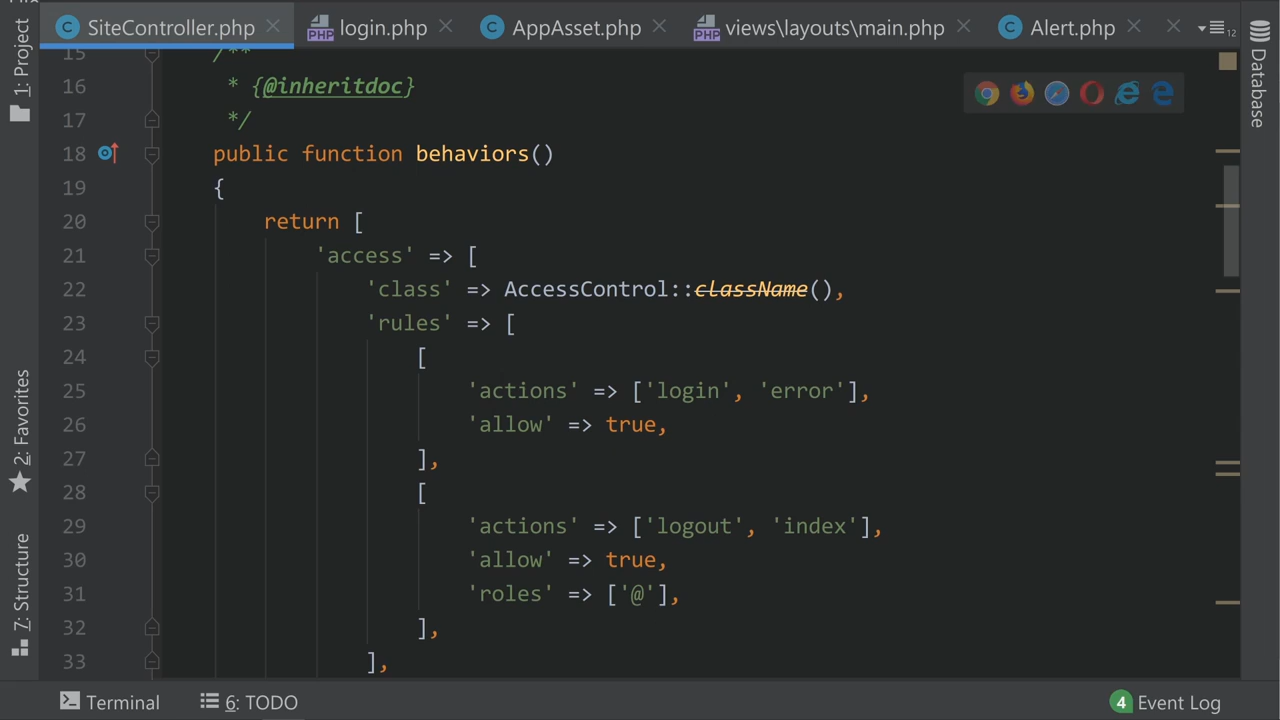 SiteController.php login.php AppAsset.php views\layouts\main.php Alert.php 12
1: Project
2: Favorites
7: Structure
Database
15 /**
16 * {@inheritdoc}
17 */
18 public function behaviors()
19 {
20 return [
21 'access' => [
22 'class' => AccessControl::className(),
23 'rules' => [
24 [
25 'actions' => ['login', 'error'],
26 'allow' => true,
27 ],
28 [
29 'actions' => ['logout', 'index'],
30 'allow' => true,
31 'roles' => ['@'],
32 ],
33 ],
Terminal 6: TODO 4 Event Log